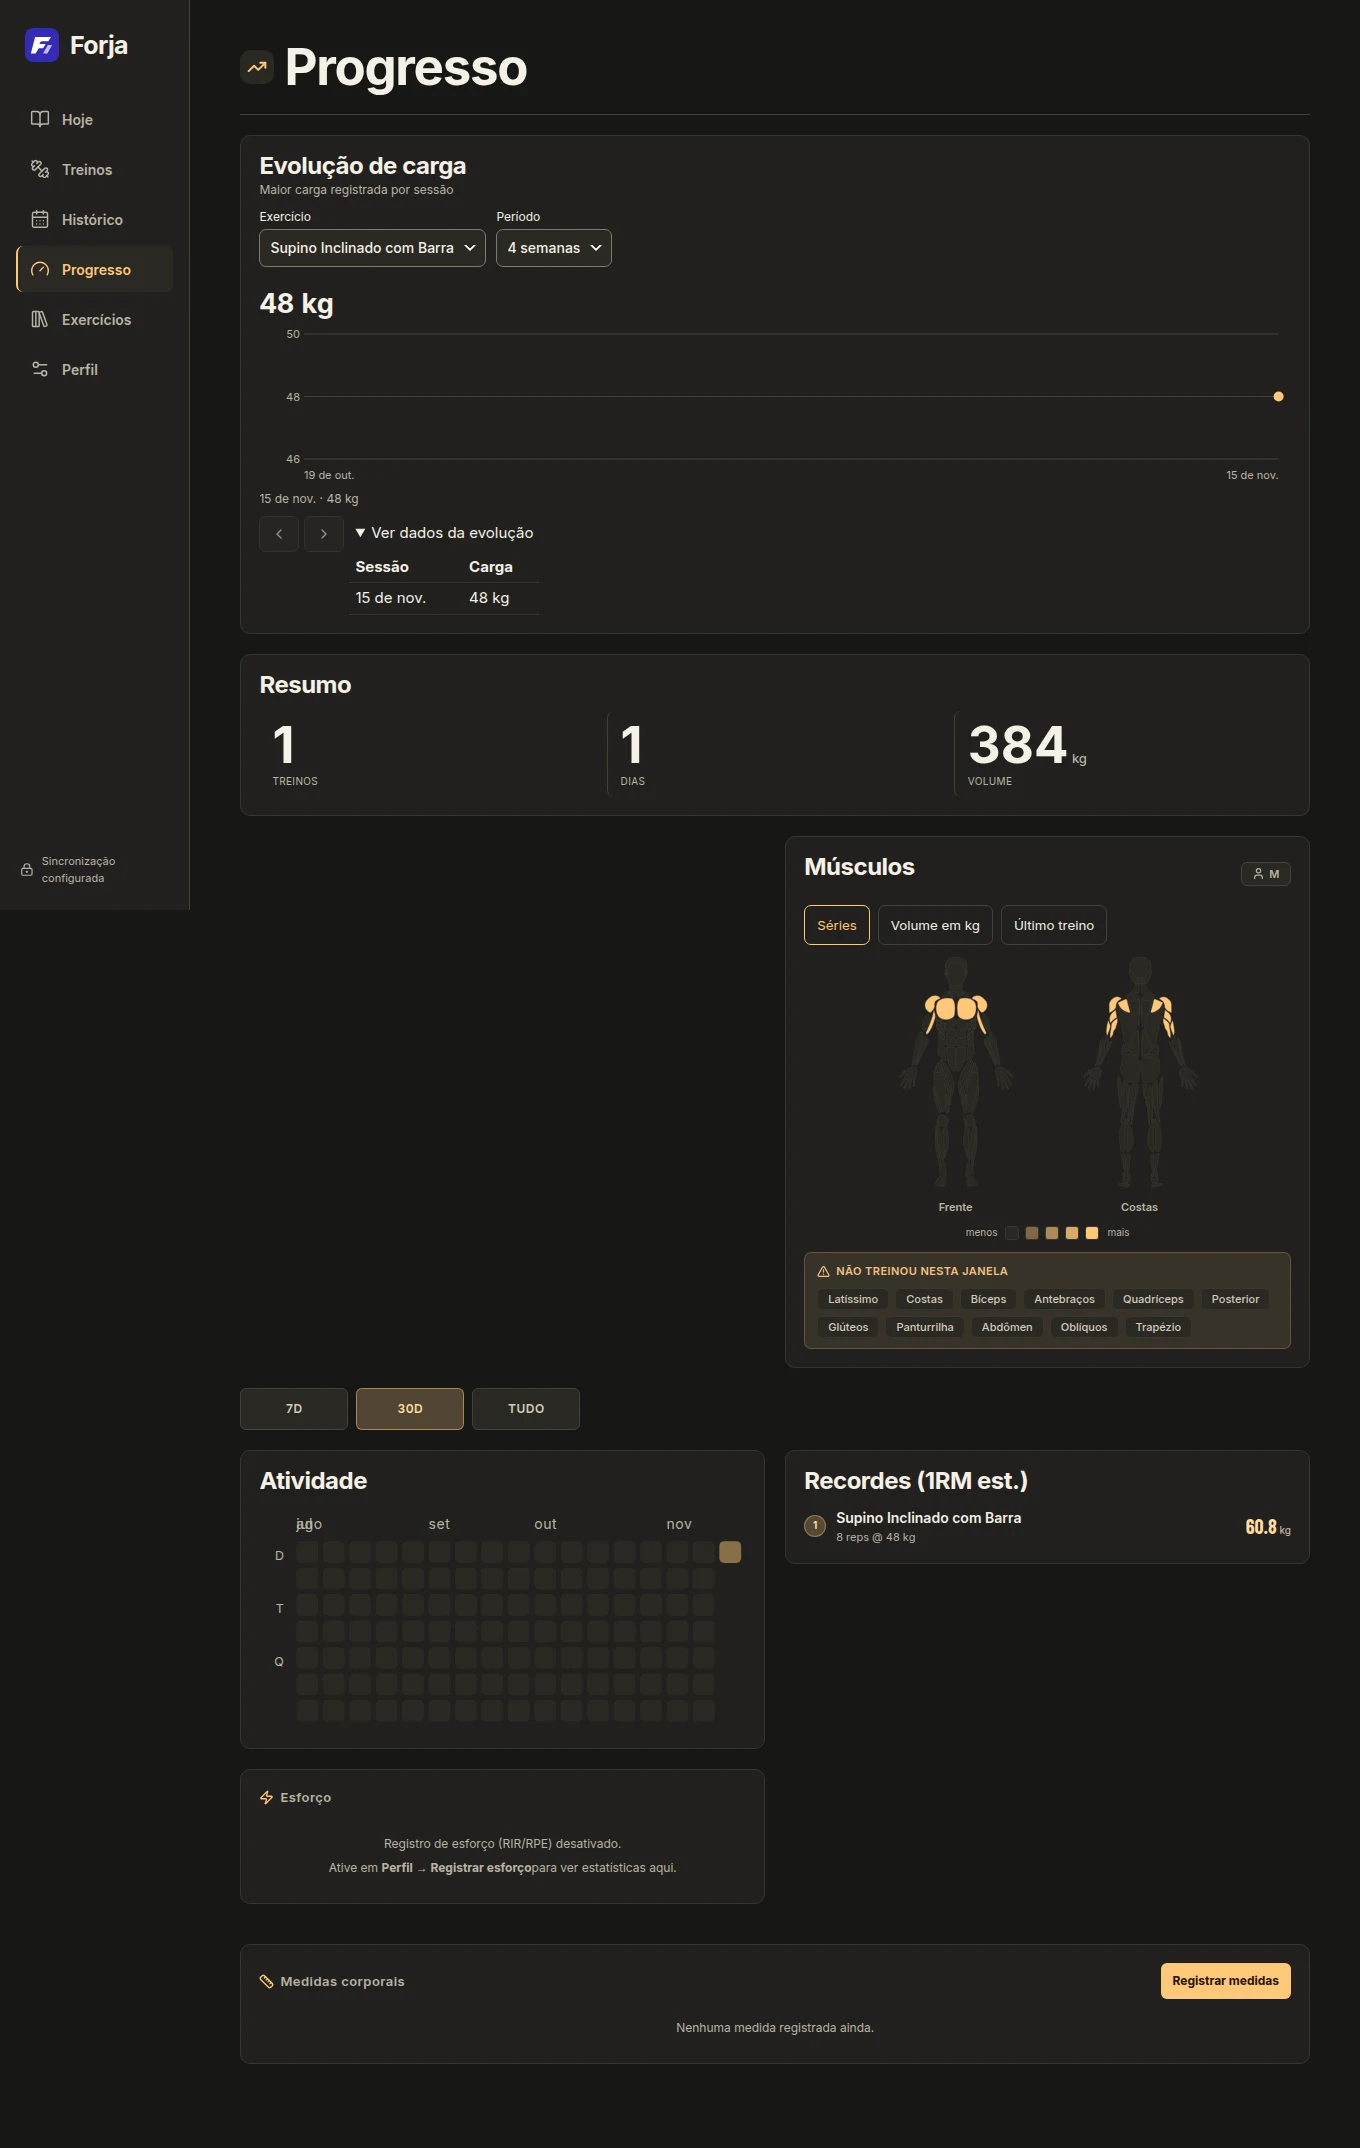 Forja
Hoje
Treinos
Histórico
Progresso
Exercícios
Perfil
Sincronização
configurada
Progresso
Evolução de carga
Maior carga registrada por sessão
Exercício
Período
Supino Inclinado com Barra
4 semanas
48 kg
50
48
46
19 de out.
15 de nov.
15 de nov. · 48 kg
▼ Ver dados da evolução
Sessão Carga
15 de nov. 48 kg
Resumo
1
TREINOS
1
DIAS
384 kg
VOLUME
Músculos
M
Séries
Volume em kg
Último treino
Frente
Costas
menos
mais
NÃO TREINOU NESTA JANELA
Latíssimo Costas Bíceps Antebraços Quadríceps Posterior
Glúteos Panturrilha Abdômen Oblíquos Trapézio
7D
30D
TUDO
Atividade
set out nov
D
T
Q
Recordes (1RM est.)
1
Supino Inclinado com Barra
8 reps @ 48 kg
60.8 kg
Esforço
Registro de esforço (RIR/RPE) desativado.
Ative em Perfil → Registrar esforçopara ver estatísticas aqui.
Medidas corporais
Registrar medidas
Nenhuma medida registrada ainda.